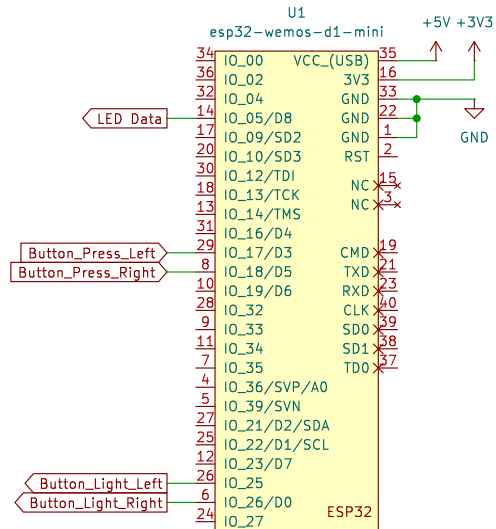 U1
esp32-wemos-d1-mini
+5V +3V3
34 IO_00 VCC_(USB) 35
36 IO_02 3V3 16
32 IO_04 GND 33
LED Data 14 IO_05/D8 GND 22
17 IO_09/SD2 GND 1
GND
20 IO_10/SD3 RST 2
30 IO_12/TDI
NC 15
18 IO_13/TCK
NC 3
13 IO_14/TMS
31 IO_16/D4
Button_Press_Left 29 IO_17/D3 CMD 19
Button_Press_Right 8 IO_18/D5 TXD 21
10 IO_19/D6 RXD 23
28 IO_32 CLK 40
9 IO_33 SD0 39
11 IO_34 SD1 38
7 IO_35 TD0 37
4 IO_36/SVP/A0
5 IO_39/SVN
27 IO_21/D2/SDA
25 IO_22/D1/SCL
12 IO_23/D7
Button_Light_Left 26 IO_25
Button_Light_Right 6 IO_26/D0
24 IO_27 ESP32